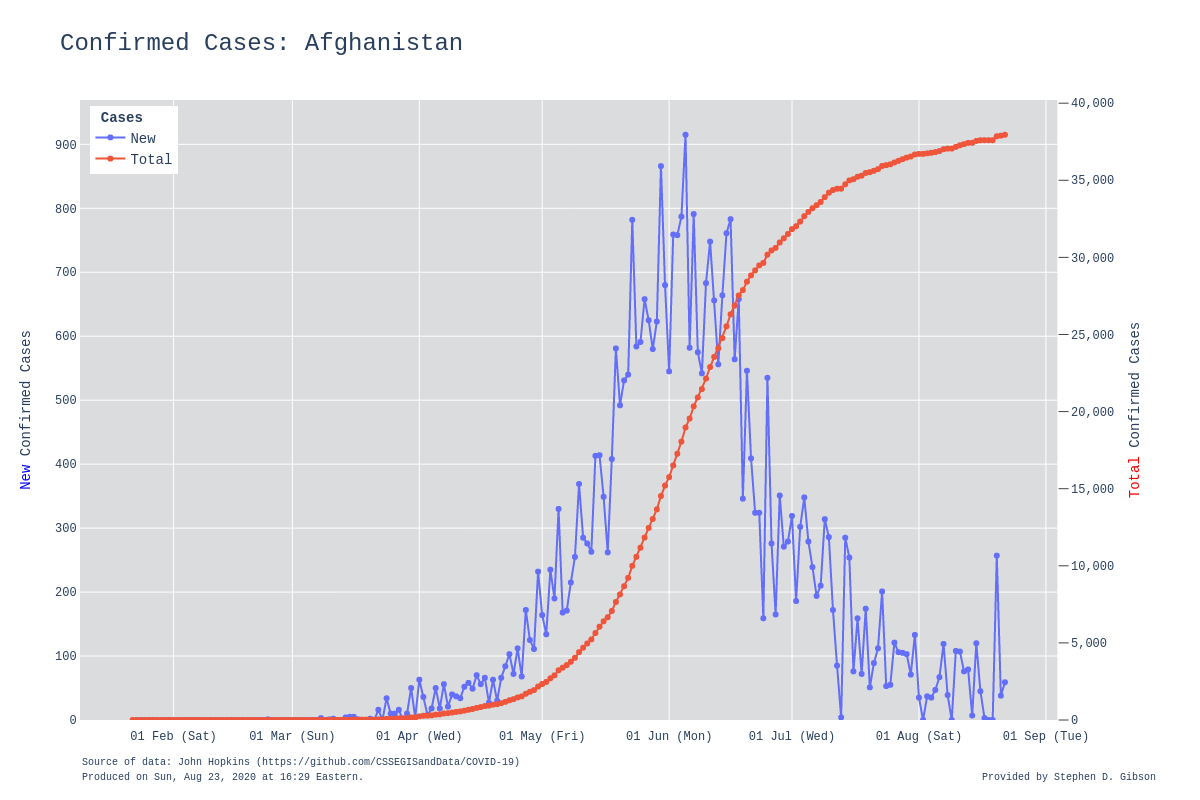 Confirmed Cases: Afghanistan
Cases
New
Total
900
800
700
600
500
400
300
200
100
0
New Confirmed Cases
40,000
35,000
30,000
25,000
20,000
15,000
10,000
5,000
0
Total Confirmed Cases
01 Feb (Sat)
01 Mar (Sun)
01 Apr (Wed)
01 May (Fri)
01 Jun (Mon)
01 Jul (Wed)
01 Aug (Sat)
01 Sep (Tue)
Source of data: John Hopkins (https://github.com/CSSEGISandData/COVID-19)
Produced on Sun, Aug 23, 2020 at 16:29 Eastern.
Provided by Stephen D. Gibson